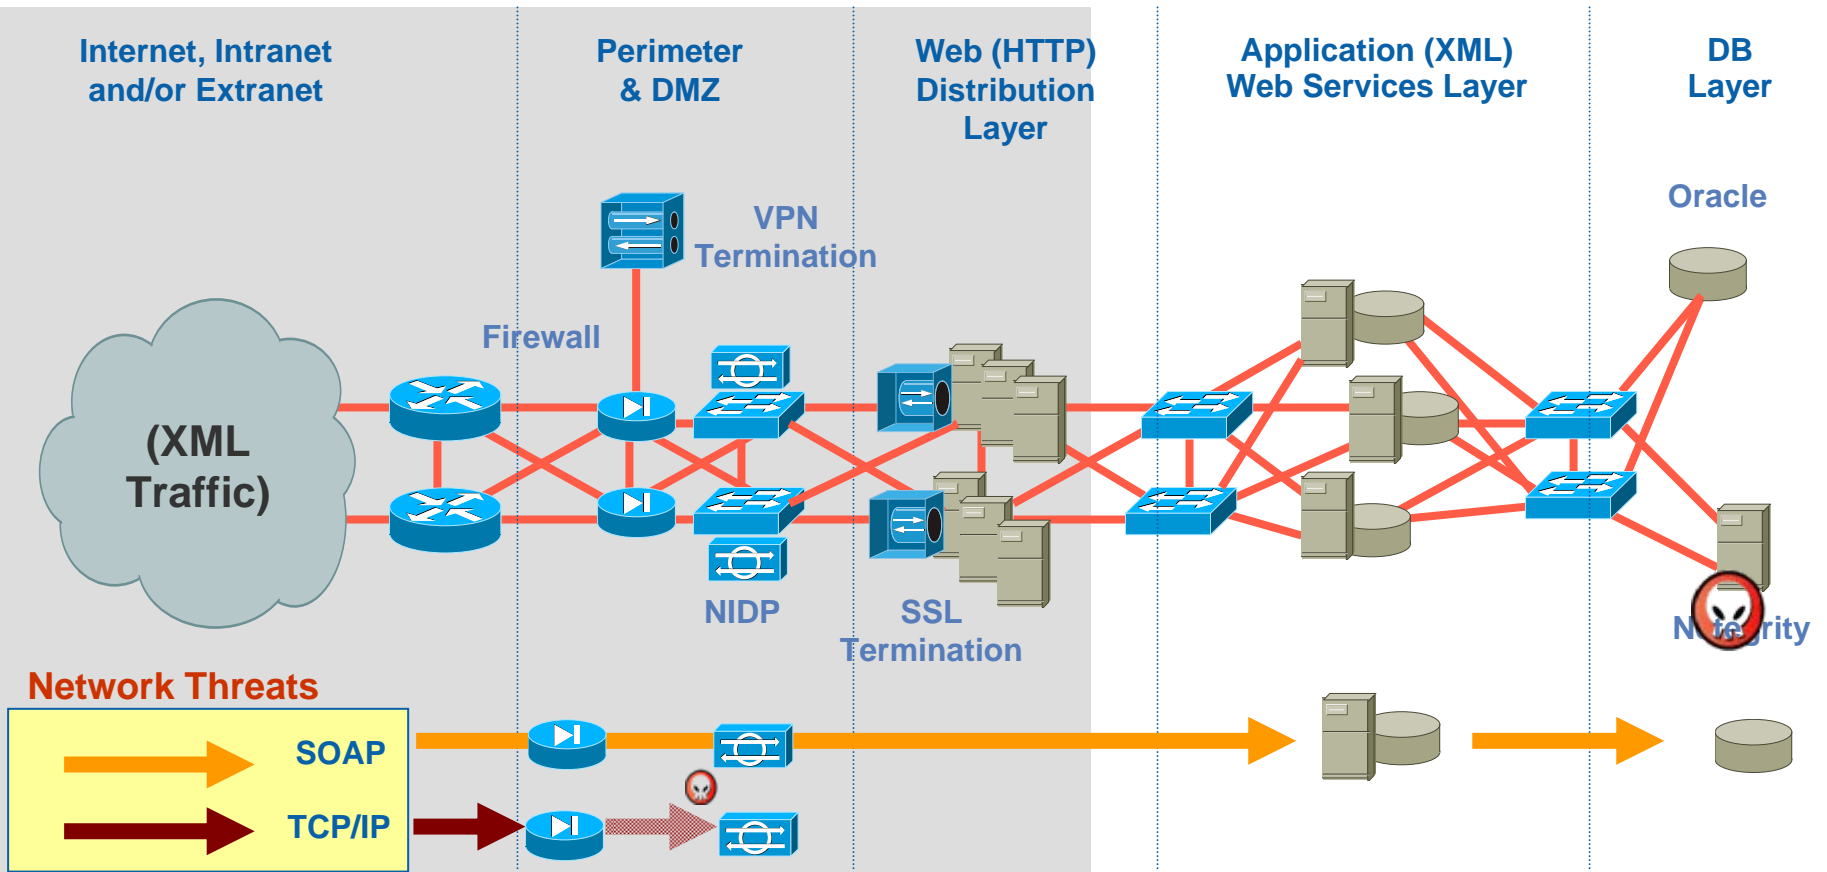 Internet, Intranet
and/or Extranet
Perimeter
& DMZ
Web (HTTP)
Distribution
Layer
Application (XML)
Web Services Layer
DB
Layer
Oracle
VPN
Termination
Firewall
(XML
Traffic)
NIDP
SSL
Termination
Network Threats
SOAP
TCP/IP